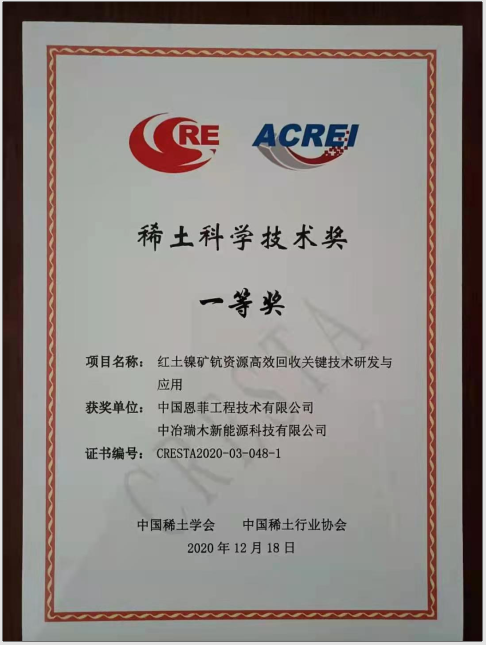 CRE
ACREI
稀土科学技术奖
一等奖
项目名称: 红土镍矿钪资源高效回收关键技术研发与
应用
获奖单位: 中国恩菲工程技术有限公司
中冶瑞木新能源科技有限公司
证书编号: CRESTA2020-03-048-1
CRESTA
中国稀土学会 中国稀土行业协会
2020年12月18日